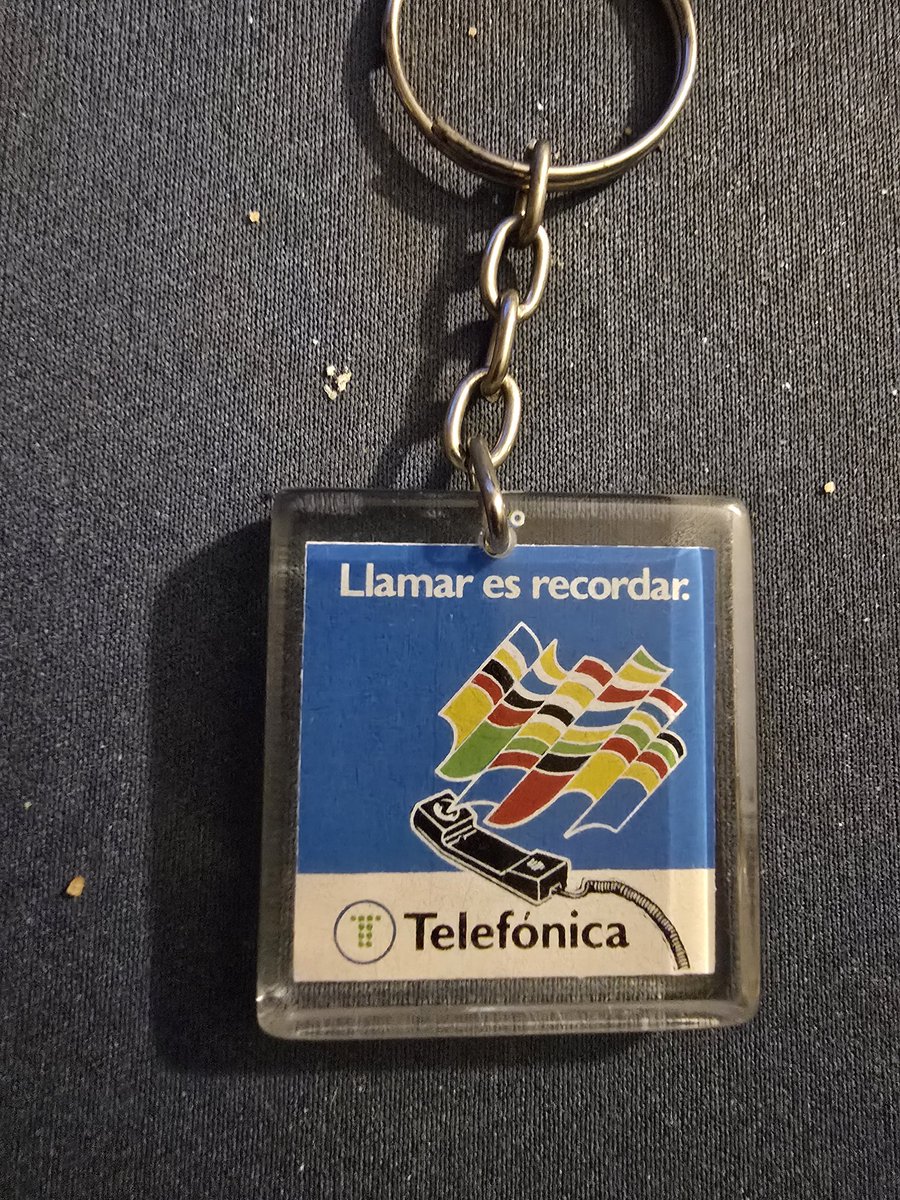 Llamar es recordar.
Telefónica